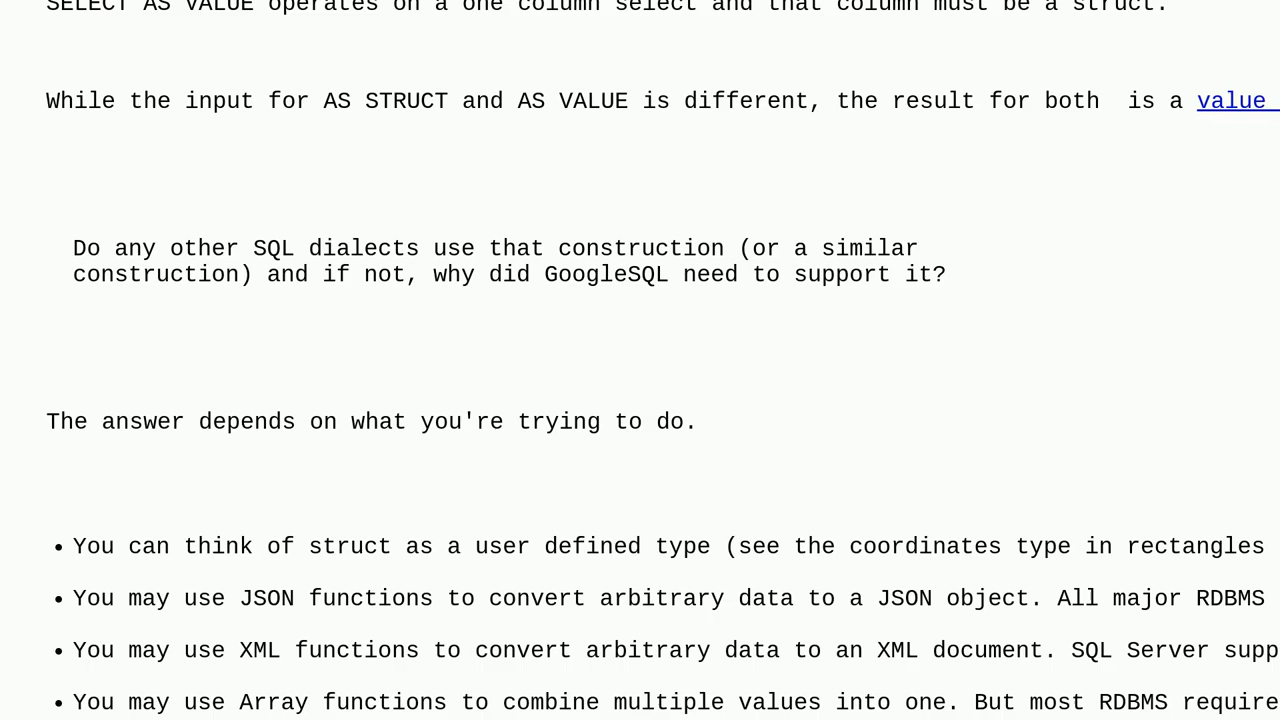 SELECT AS VALUE operates on a one column select and that column must be a struct.
While the input for AS STRUCT and AS VALUE is different, the result for both  is a value
Do any other SQL dialects use that construction (or a similar
construction) and if not, why did GoogleSQL need to support it?
The answer depends on what you're trying to do.
• You can think of struct as a user defined type (see the coordinates type in rectangles
• You may use JSON functions to convert arbitrary data to a JSON object. All major RDBMS
• You may use XML functions to convert arbitrary data to an XML document. SQL Server supp
• You may use Array functions to combine multiple values into one. But most RDBMS require